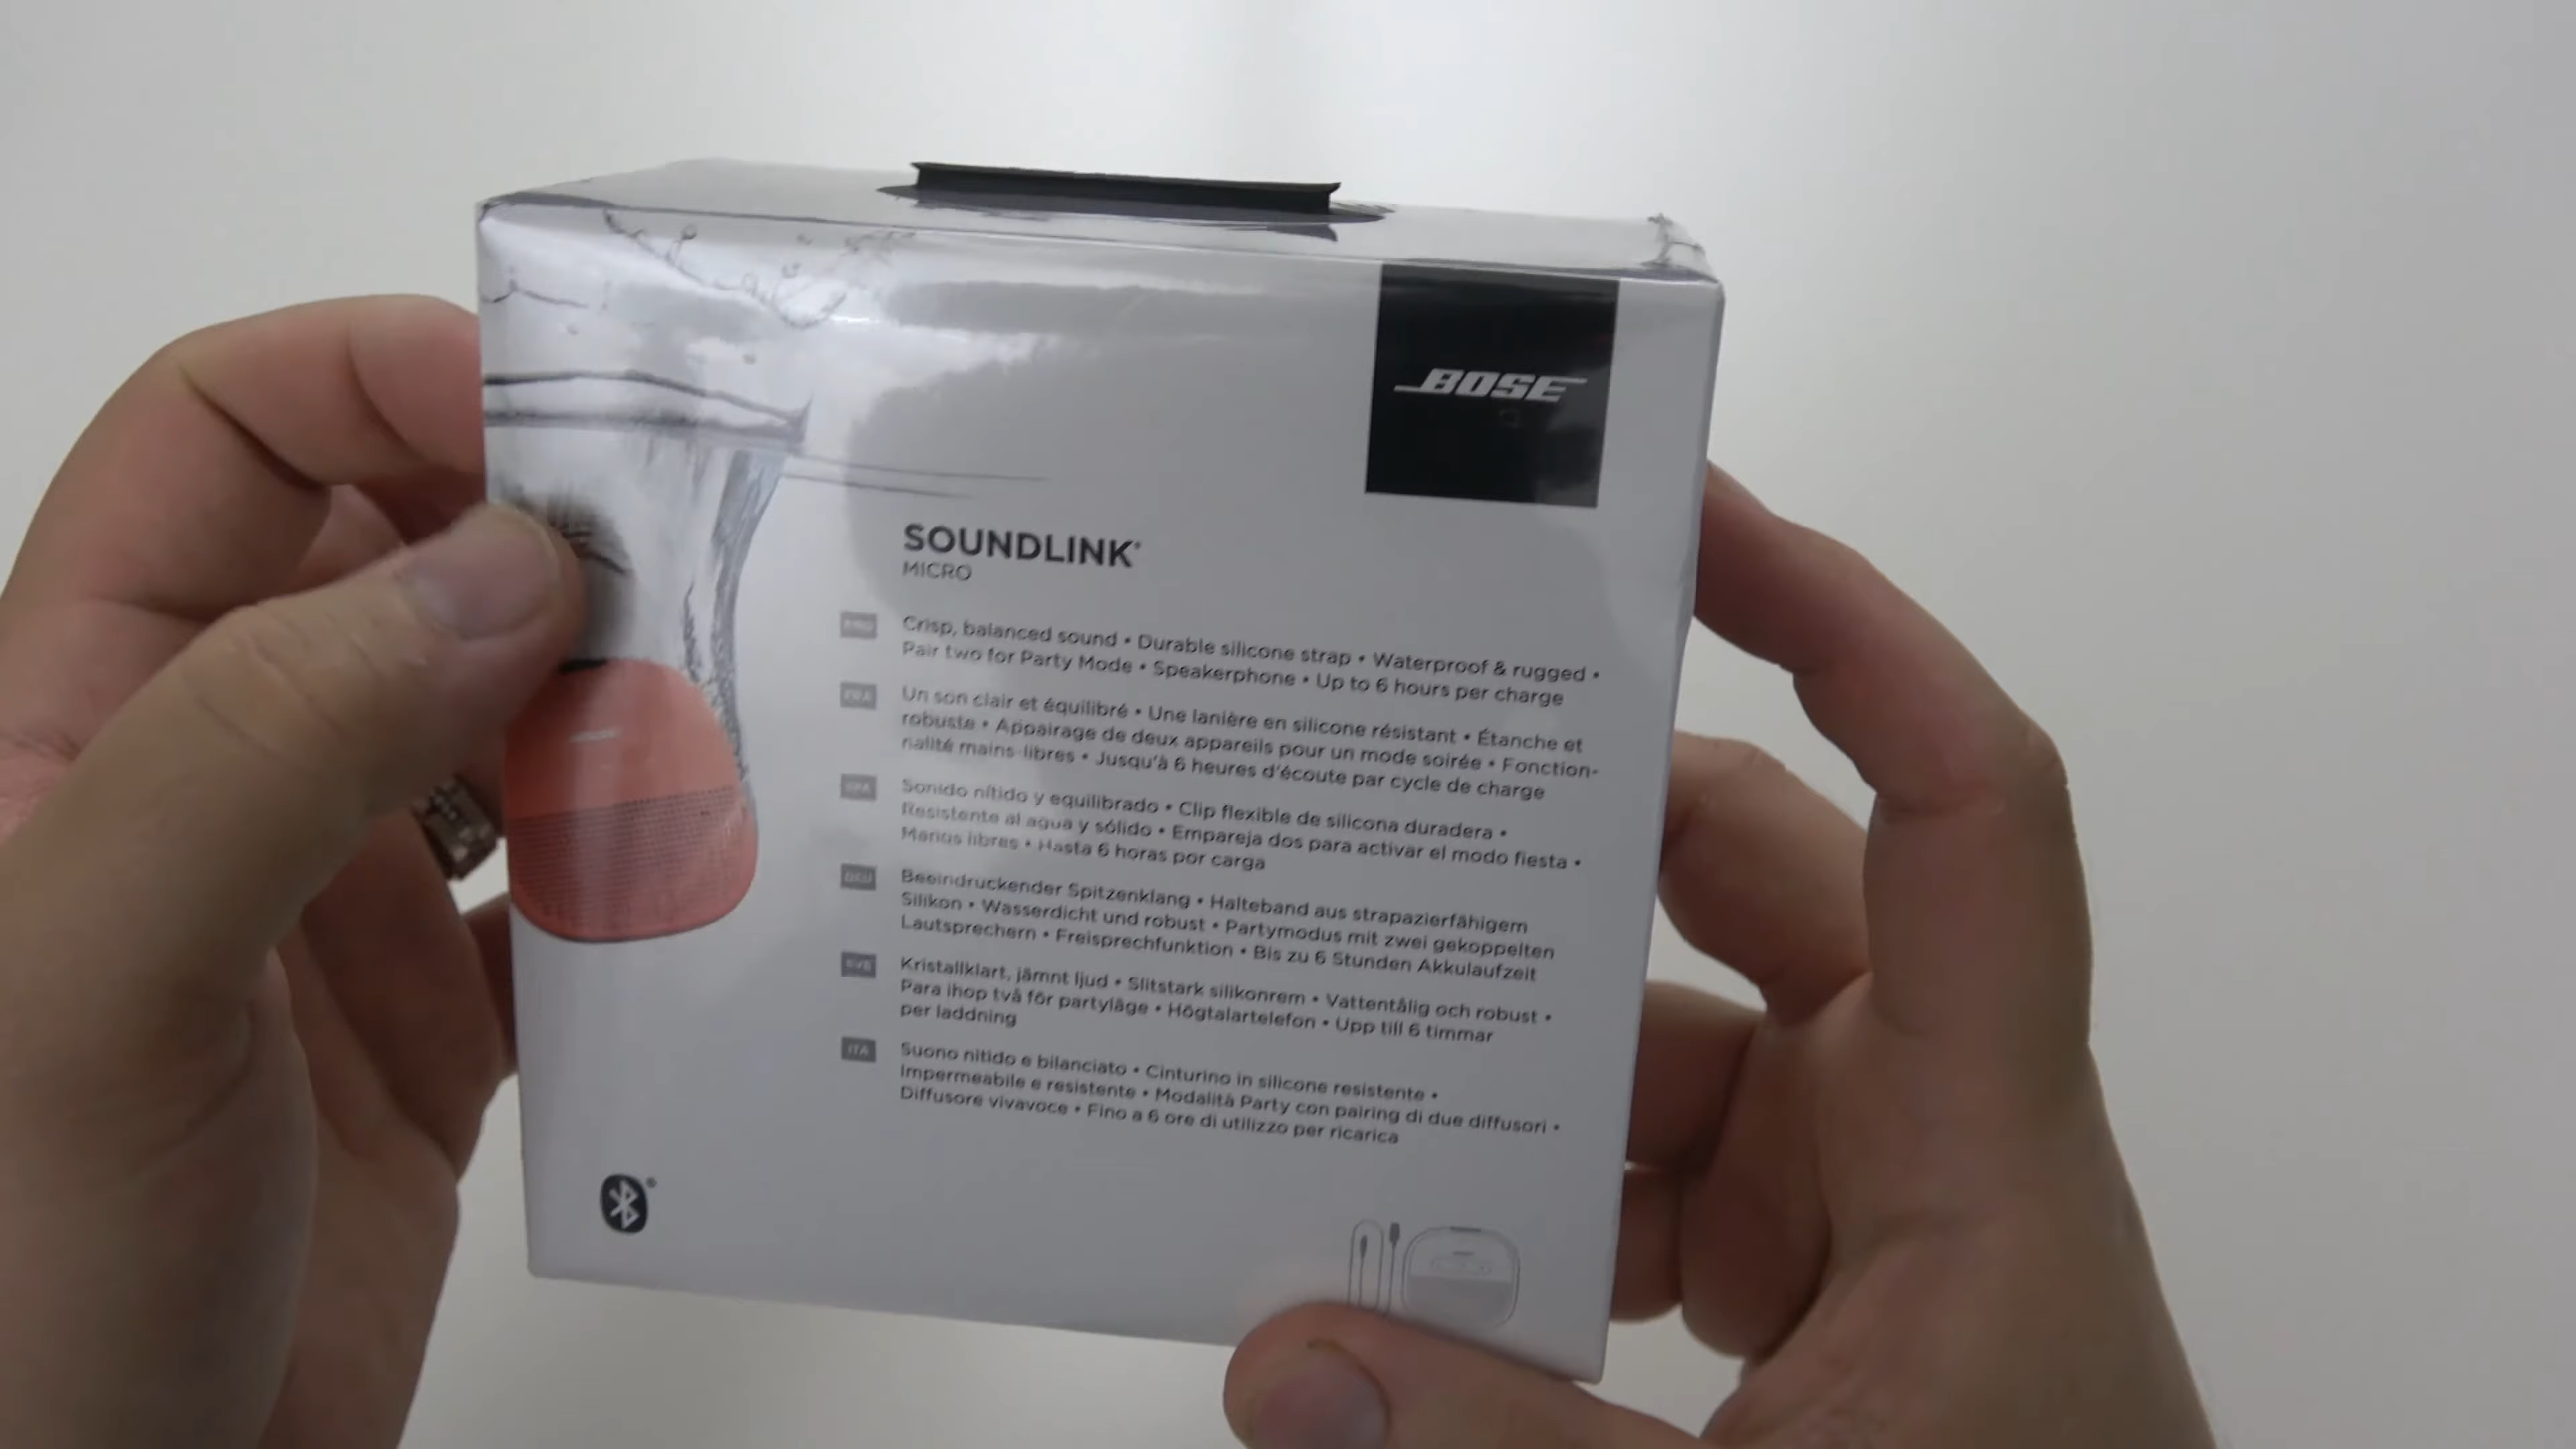 BOSE
SOUNDLINK®
MICRO
Crisp, balanced sound • Durable silicone strap • Waterproof & rugged •
Pair two for Party Mode • Speakerphone • Up to 6 hours per charge
FRA
Un son clair et équilibré • Une lanière en silicone résistant • Étanche et
robuste • Appairage de deux appareils pour un mode soirée • Fonction-
nalité mains-libres • Jusqu'à 6 heures d'écoute par cycle de charge
SPA
Sonido nítido y equilibrado • Clip flexible de silicona duradera •
Resistente al agua y sólido • Empareja dos para activar el modo fiesta •
Manos libres • Hasta 6 horas por carga
DEU
Beeindruckender Spitzenklang • Halteband aus strapazierfähigem
Silikon • Wasserdicht und robust • Partymodus mit zwei gekoppelten
Lautsprechern • Freisprechfunktion • Bis zu 6 Stunden Akkulaufzeit
SVE
Kristallklart, jämnt ljud • Slitstark silikonrem • Vattentålig och robust •
Para ihop två för partyläge • Högtalartelefon • Upp till 6 timmar
per laddning
ITA
Suono nitido e bilanciato • Cinturino in silicone resistente •
Impermeabile e resistente • Modalità Party con pairing di due diffusori •
Diffusore vivavoce • Fino a 6 ore di utilizzo per ricarica